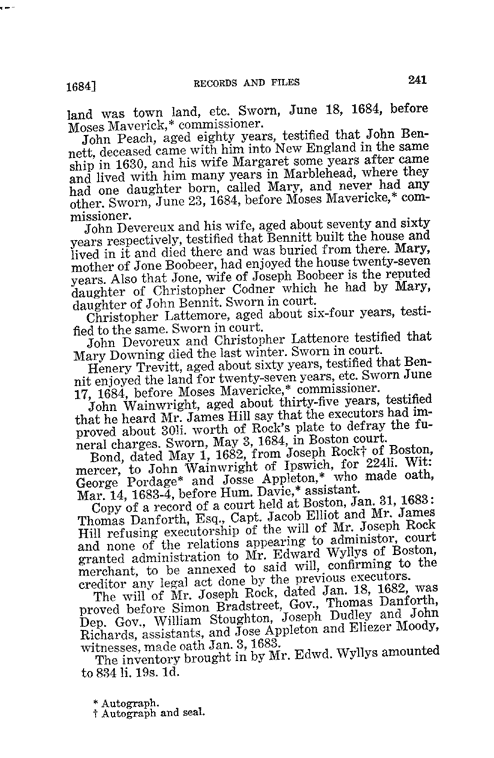 1684] RECORDS AND FILES 241
land was town land, etc. Sworn, June 18, 1684, before
Moses Maverick,* commissioner.
John Peach, aged eighty years, testified that John Ben-
nett, deceased came with him into New England in the same
ship in 1630, and his wife Margaret some years after came
and lived with him many years in Marblehead, where they
had one daughter born, called Mary, and never had any
other. Sworn, June 23, 1684, before Moses Mavericke,* com-
missioner.
John Devereux and his wife, aged about seventy and sixty
years respectively, testified that Bennitt built the house and
lived in it and died there and was buried from there. Mary,
mother of Jone Boobeer, had enjoyed the house twenty-seven
years. Also that Jone, wife of Joseph Boobeer is the reputed
daughter of Christopher Codner which he had by Mary,
daughter of John Bennit. Sworn in court.
Christopher Lattemore, aged about six-four years, testi-
fied to the same. Sworn in court.
John Devoreux and Christopher Lattenore testified that
Mary Downing died the last winter. Sworn in court.
Henery Trevitt, aged about sixty years, testified that Ben-
nit enjoyed the land for twenty-seven years, etc. Sworn June
17, 1684, before Moses Mavericke,* commissioner.
John Wainwright, aged about thirty-five years, testified
that he heard Mr. James Hill say that the executors had im-
proved about 30li. worth of Rock's plate to defray the fu-
neral charges. Sworn, May 3, 1684, in Boston court.
Bond, dated May 1, 1682, from Joseph Rock† of Boston,
mercer, to John Wainwright of Ipswich, for 224li. Wit:
George Pordage* and Josse Appleton,* who made oath,
Mar. 14, 1683-4, before Hum. Davie,* assistant.
Copy of a record of a court held at Boston, Jan. 31, 1683:
Thomas Danforth, Esq., Capt. Jacob Elliot and Mr. James
Hill refusing executorship of the will of Mr. Joseph Rock
and none of the relations appearing to administor, court
granted administration to Mr. Edward Wyllys of Boston,
merchant, to be annexed to said will, confirming to the
creditor any legal act done by the previous executors.
The will of Mr. Joseph Rock, dated Jan. 18, 1682, was
proved before Simon Bradstreet, Gov., Thomas Danforth,
Dep. Gov., William Stoughton, Joseph Dudley and John
Richards, assistants, and Jose Appleton and Eliezer Moody,
witnesses, made oath Jan. 3, 1683.
The inventory brought in by Mr. Edwd. Wyllys amounted
to 834 li. 19s. 1d.
* Autograph.
† Autograph and seal.